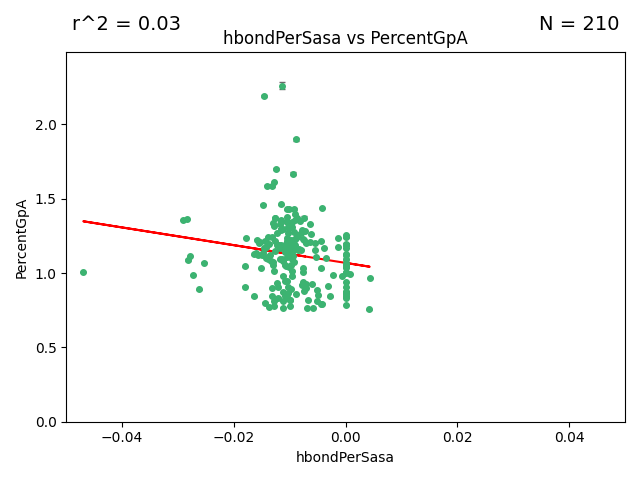 r^2 = 0.03
N = 210
hbondPerSasa vs PercentGpA
PercentGpA
2.0
1.5
1.0
0.5
0.0
−0.04
−0.02
0.00
0.02
0.04
hbondPerSasa